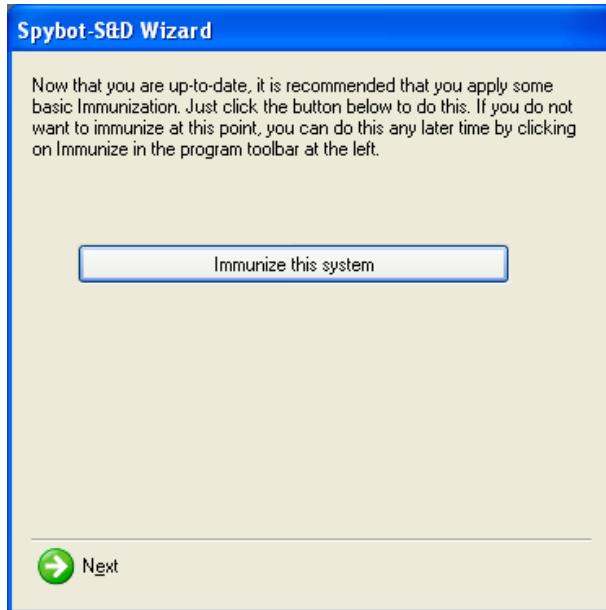 Spybot-S&D Wizard
Now that you are up-to-date, it is recommended that you apply some
basic Immunization. Just click the button below to do this. If you do not
want to immunize at this point, you can do this any later time by clicking
on Immunize in the program toolbar at the left.
Immunize this system
Next